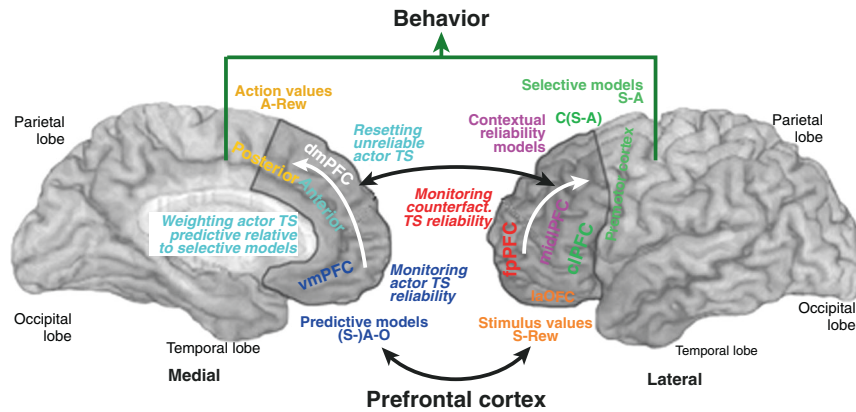 Behavior
Action values
A-Rew
Selective models
S-A
Parietal
lobe
Resetting
unreliable
actor TS
Contextual
reliability
models
C(S-A)
Parietal
lobe
dmPFC
Posterior
Anterior
Premotor cortex
Monitoring
counterfact.
TS reliability
Weighting actor TS
predictive relative
to selective models
fpPFC
MidlPFC
vmPFC
Monitoring
actor TS
reliability
Occipital
lobe
Predictive models
(S-)A-O
Stimulus values
S-Rew
Occipital
lobe
Temporal lobe
Temporal lobe
Medial
Lateral
Prefrontal cortex